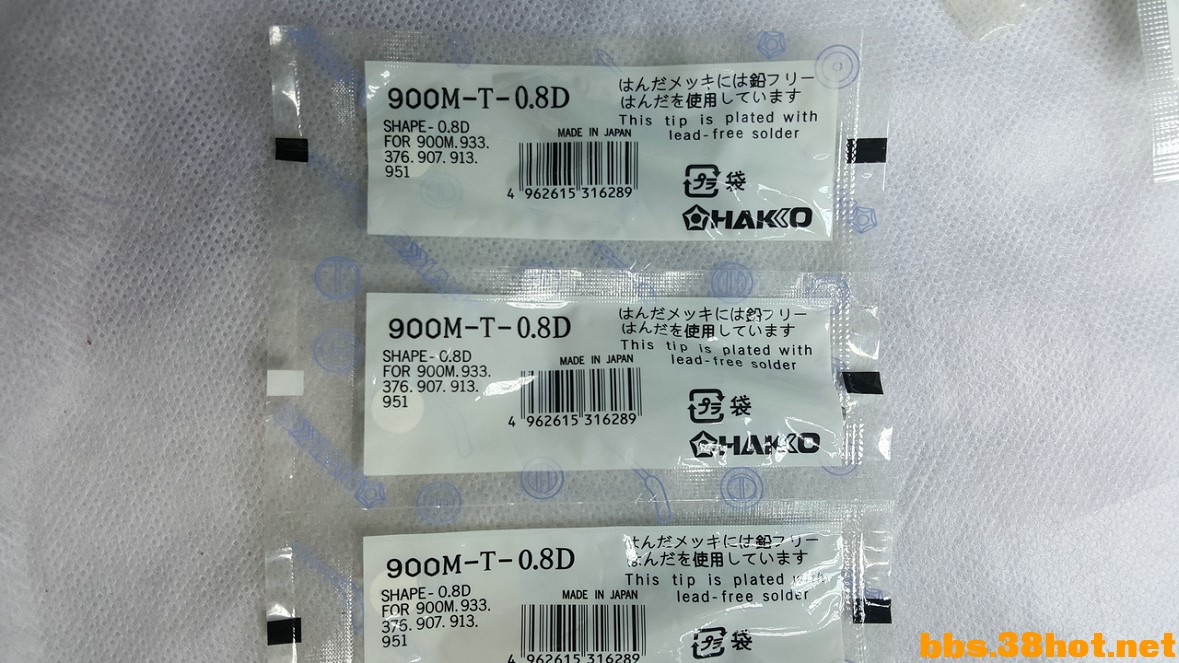 900M-T-0.8D
SHAPE-0.8D
FOR 900M.933.
376.907.913.
951
MADE IN JAPAN
4 962615 316289
はんだメッキには鉛フリー
はんだを使用しています
This tip is plated with
lead-free solder
プラ 袋
HAKKO
900M-T-0.8D
SHAPE-0.8D
FOR 900M.933.
376.907.913.
951
MADE IN JAPAN
4 962615 316289
はんだメッキには鉛フリー
はんだを使用しています
This tip is plated with
lead-free solder
プラ 袋
HAKKO
900M-T-0.8D
SHAPE-0.8D
FOR 900M.933.
376.907.913.
951
MADE IN JAPAN
4 962615 316289
はんだメッキには鉛フリー
はんだを使用しています
This tip is plated with
lead-free solder
プラ 袋
bbs.38hot.net